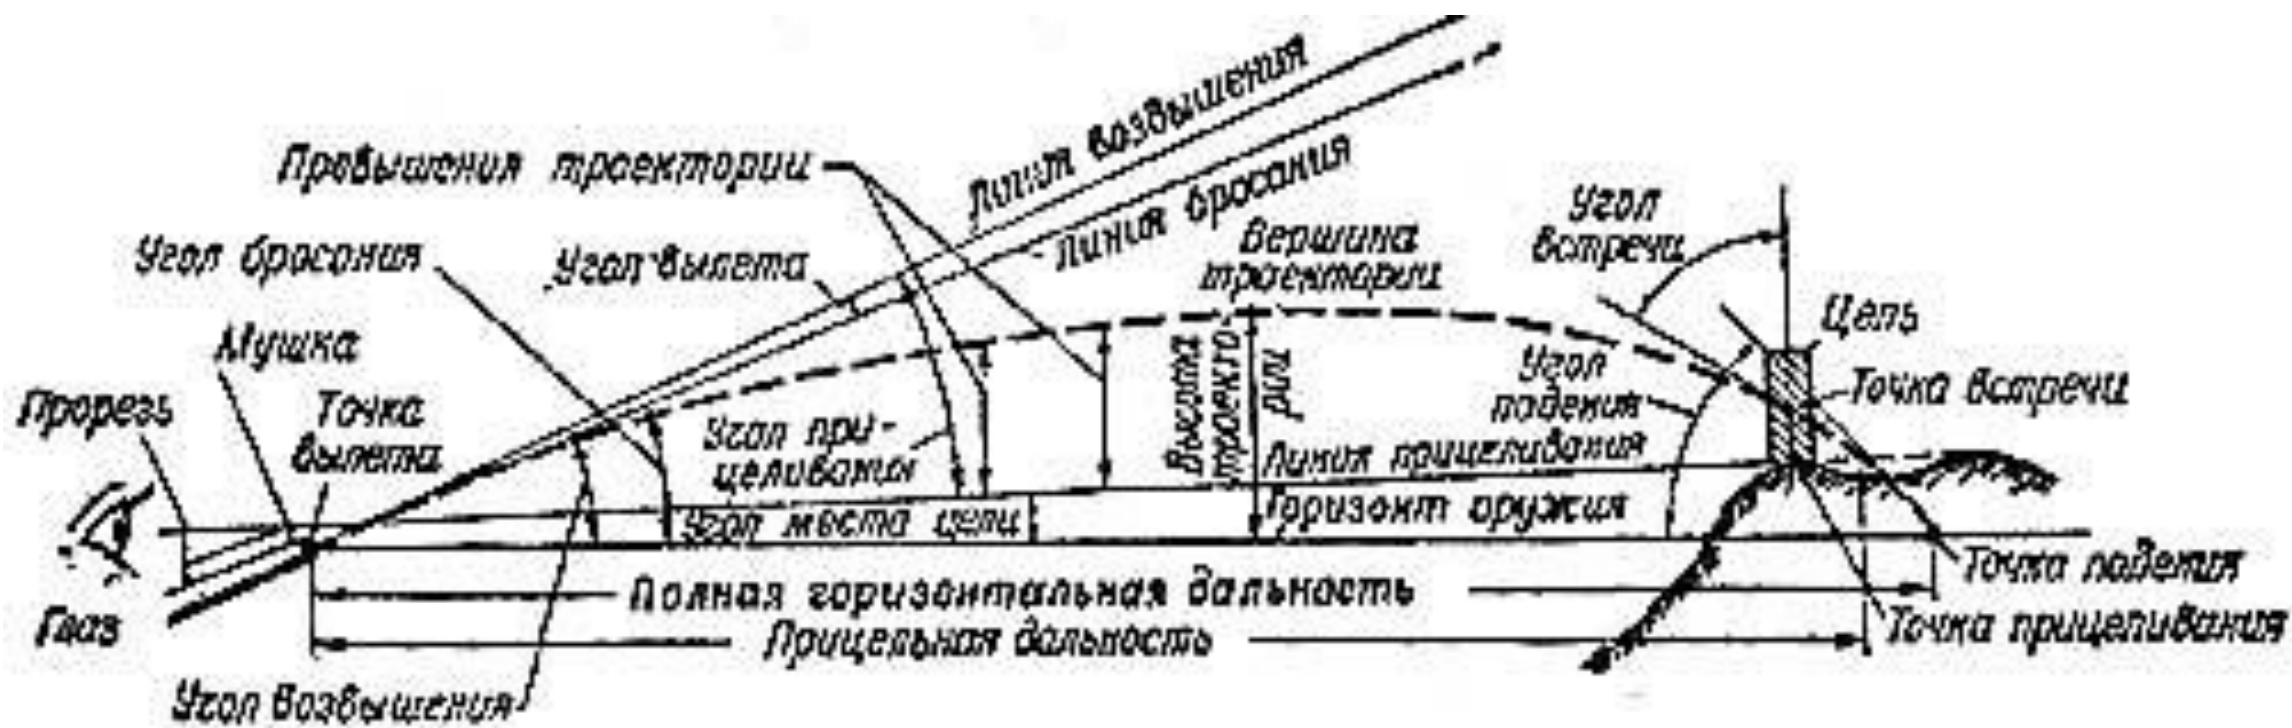 Линия возвышения
Линия бросания
Превышения траектории
Угол бросания
Угол вылета
Вершина
траектории
Угол
встречи
Цель
Мушка
Прорезь
Точка
вылета
Угол при-
целивания
Высота
траекто-
рии
Угол
падения
Точка встречи
Линия прицеливания
Угол места цели
Горизонт оружия
Глаз
Полная горизонтальная дальность
Точка падения
Прицельная дальность
Точка прицеливания
Угол возвышения